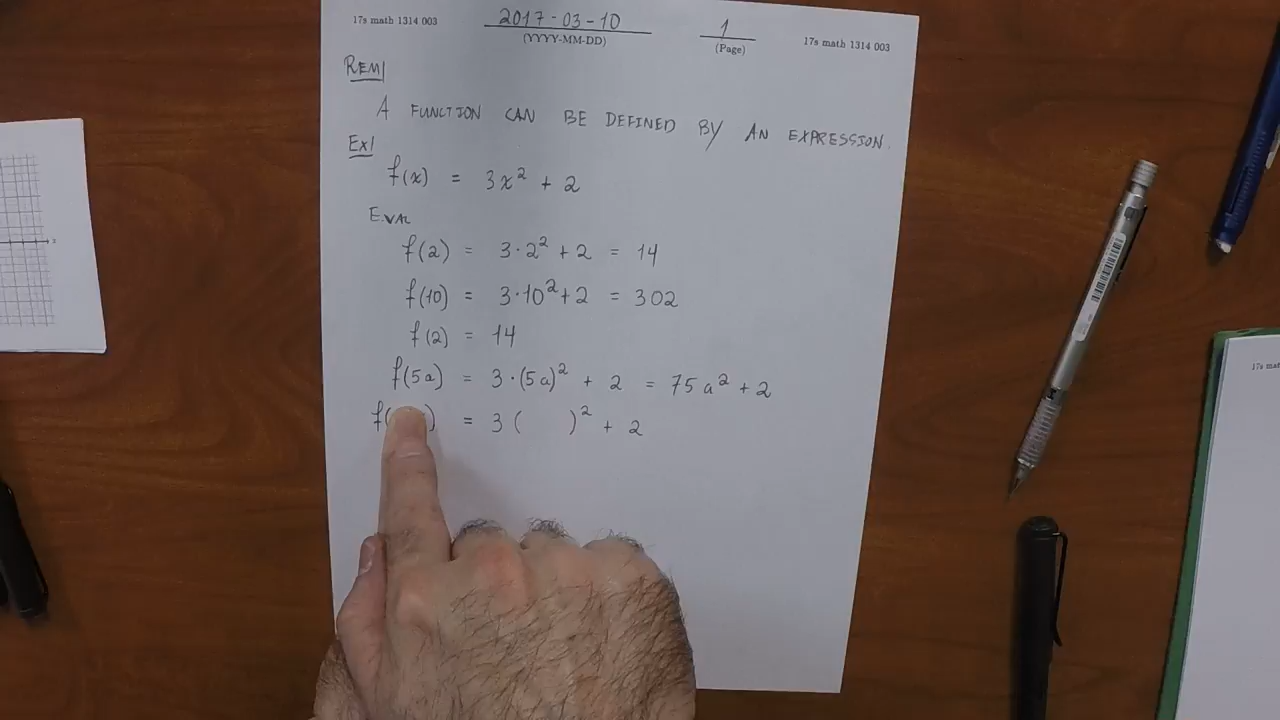 17s math 1314 003 2017-03-10 1 17s math 1314 003
(YYYY-MM-DD) (Page)
REM
A FUNCTION CAN BE DEFINED BY AN EXPRESSION.
EX
f(x) = 3x² + 2
EVAL
f(2) = 3·2² + 2 = 14
f(10) = 3·10² + 2 = 302
f(2) = 14
f(5a) = 3·(5a)² + 2 = 75a² + 2
f( ) = 3( )² + 2